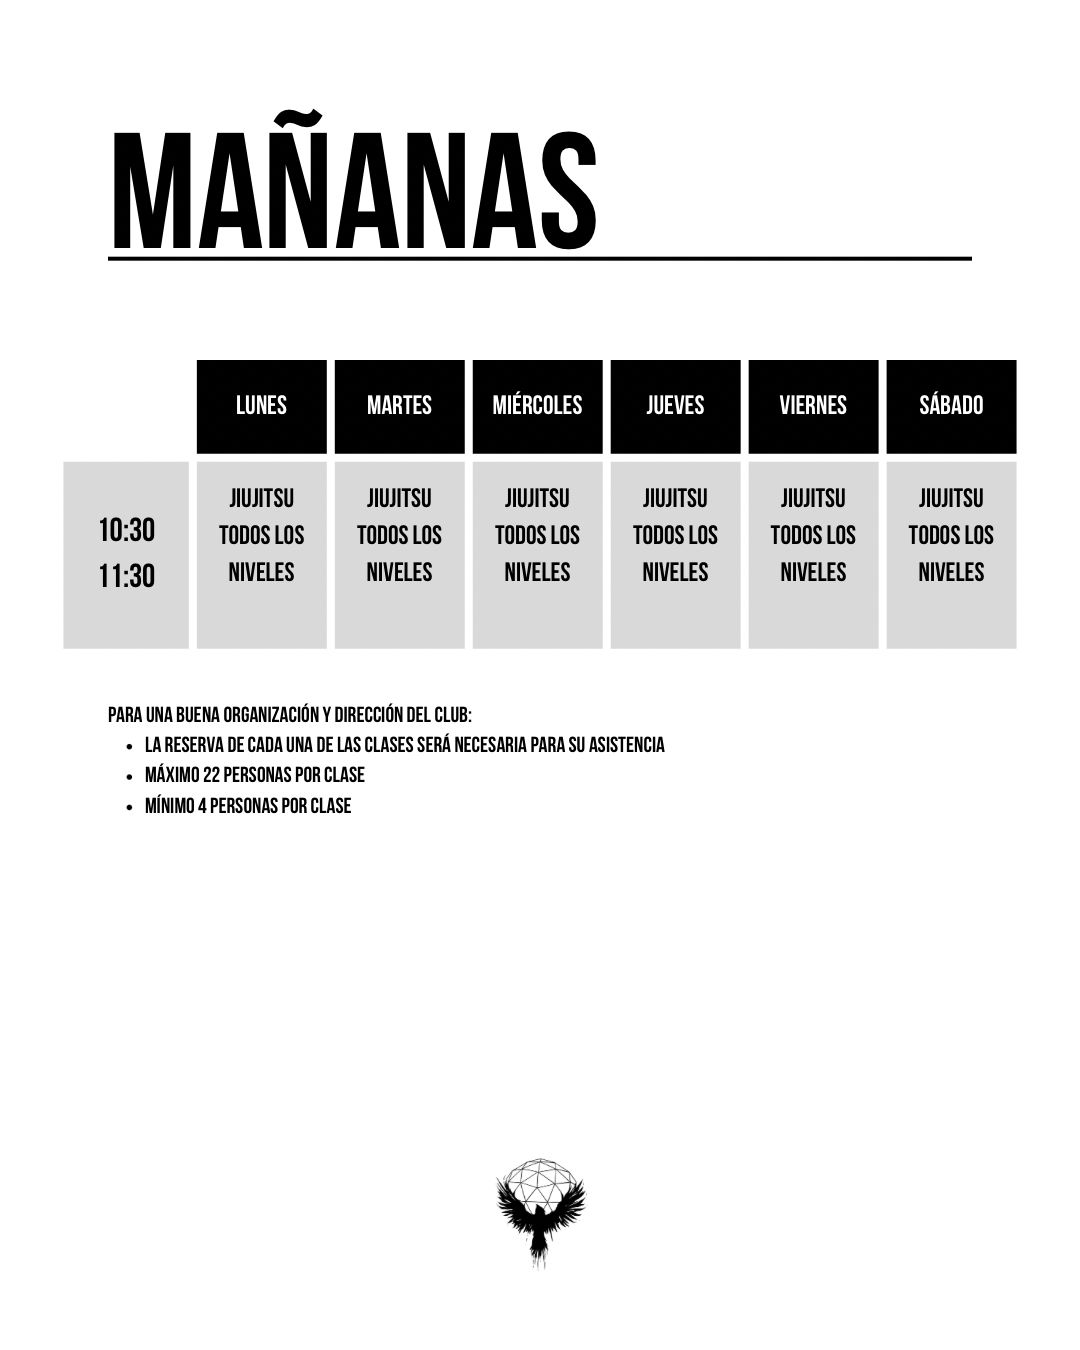 MAÑANAS
LUNES MARTES MIÉRCOLES JUEVES VIERNES SÁBADO
10:30
11:30
JIUJITSU
TODOS LOS
NIVELES
JIUJITSU
TODOS LOS
NIVELES
JIUJITSU
TODOS LOS
NIVELES
JIUJITSU
TODOS LOS
NIVELES
JIUJITSU
TODOS LOS
NIVELES
JIUJITSU
TODOS LOS
NIVELES
PARA UNA BUENA ORGANIZACIÓN Y DIRECCIÓN DEL CLUB:
• LA RESERVA DE CADA UNA DE LAS CLASES SERÁ NECESARIA PARA SU ASISTENCIA
• MÁXIMO 22 PERSONAS POR CLASE
• MÍNIMO 4 PERSONAS POR CLASE